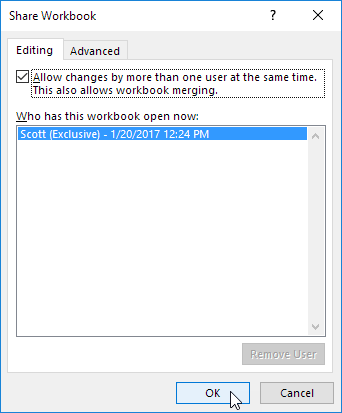 Share Workbook
Editing Advanced
Allow changes by more than one user at the same time.
This also allows workbook merging.
Who has this workbook open now:
Scott (Exclusive) - 1/20/2017 12:24 PM
Remove User
OK Cancel